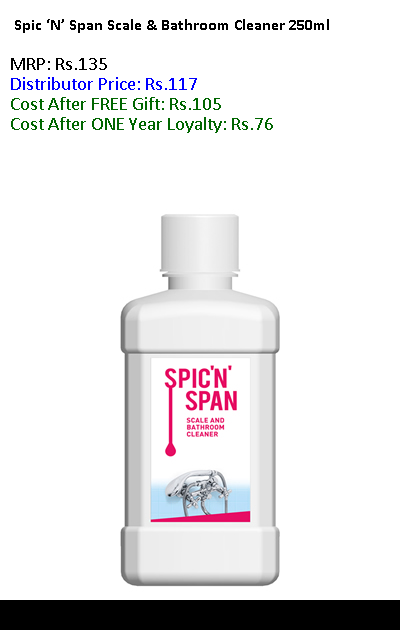 Spic ‘N’ Span Scale & Bathroom Cleaner 250ml
MRP: Rs.135
Distributor Price: Rs.117
Cost After FREE Gift: Rs.105
Cost After ONE Year Loyalty: Rs.76
SPIC'N'
SPAN
SCALE AND
BATHROOM
CLEANER